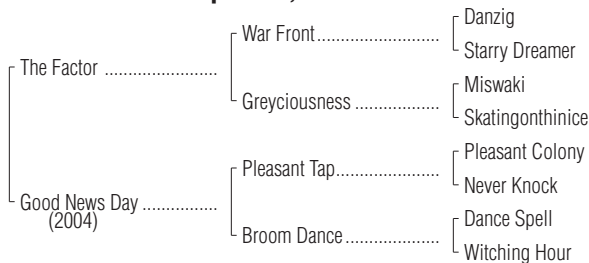 Danzig
War Front....................
Starry Dreamer
The Factor ........................
Miswaki
Greyciousness ..................
Skatingonthinice
Pleasant Colony
Pleasant Tap.................
Never Knock
Good News Day ................
(2004)
Dance Spell
Broom Dance...................
Witching Hour